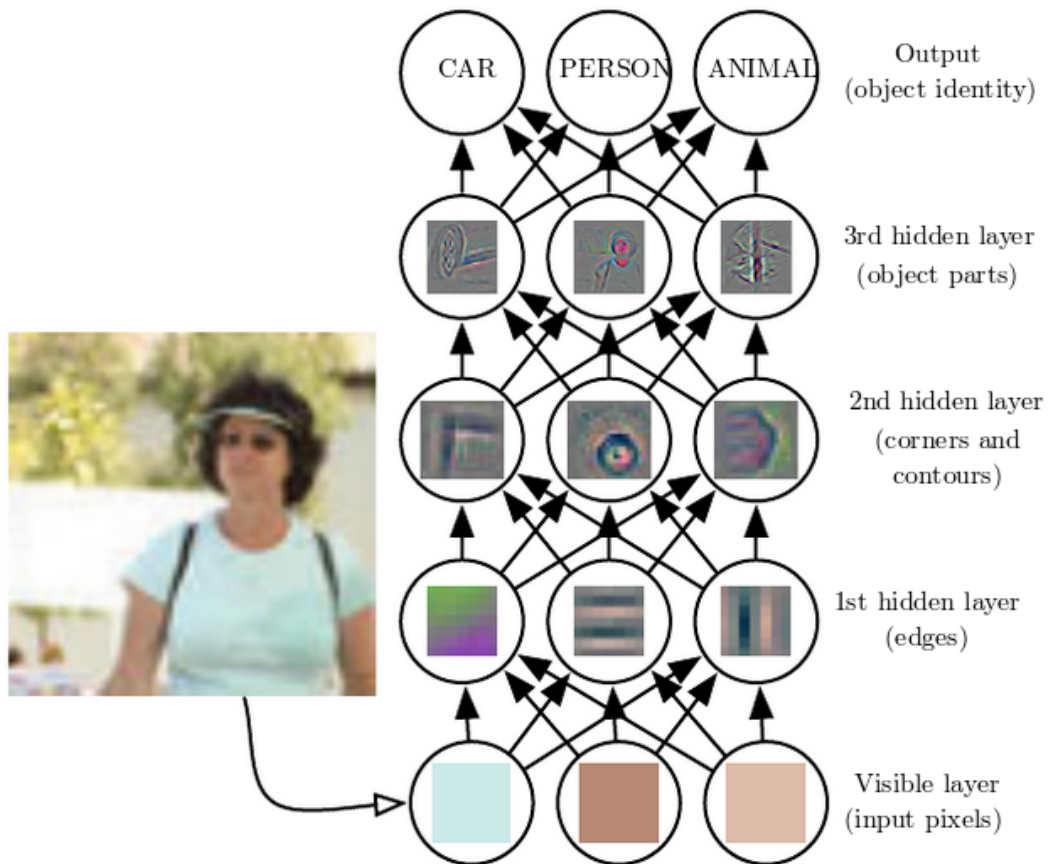 CAR
PERSON
ANIMAL
Output
(object identity)
3rd hidden layer
(object parts)
2nd hidden layer
(corners and
contours)
1st hidden layer
(edges)
Visible layer
(input pixels)